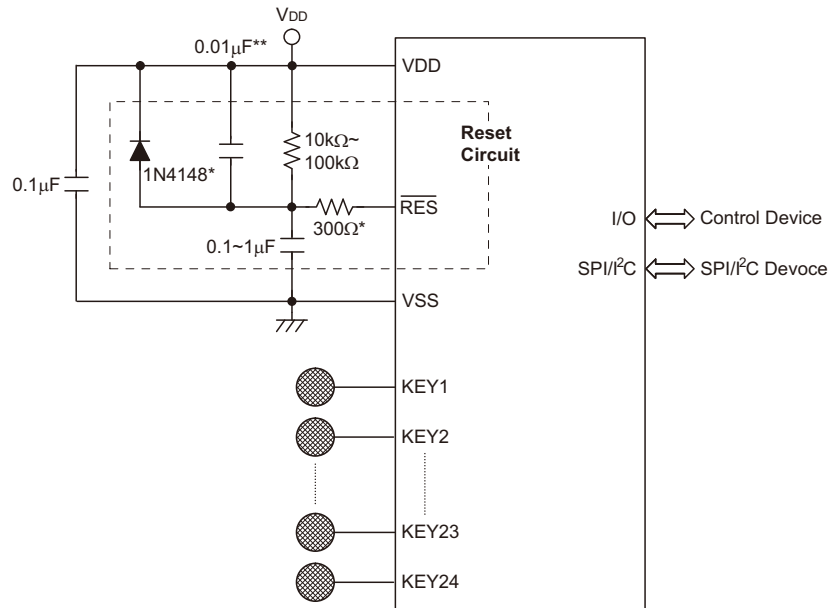 VDD
0.01μF**
VDD
Reset
Circuit
10kΩ~
100kΩ
1N4148*
0.1μF
RES
300Ω*
0.1~1μF
I/O
Control Device
SPI/I²C
SPI/I²C Devoce
VSS
KEY1
KEY2
KEY23
KEY24